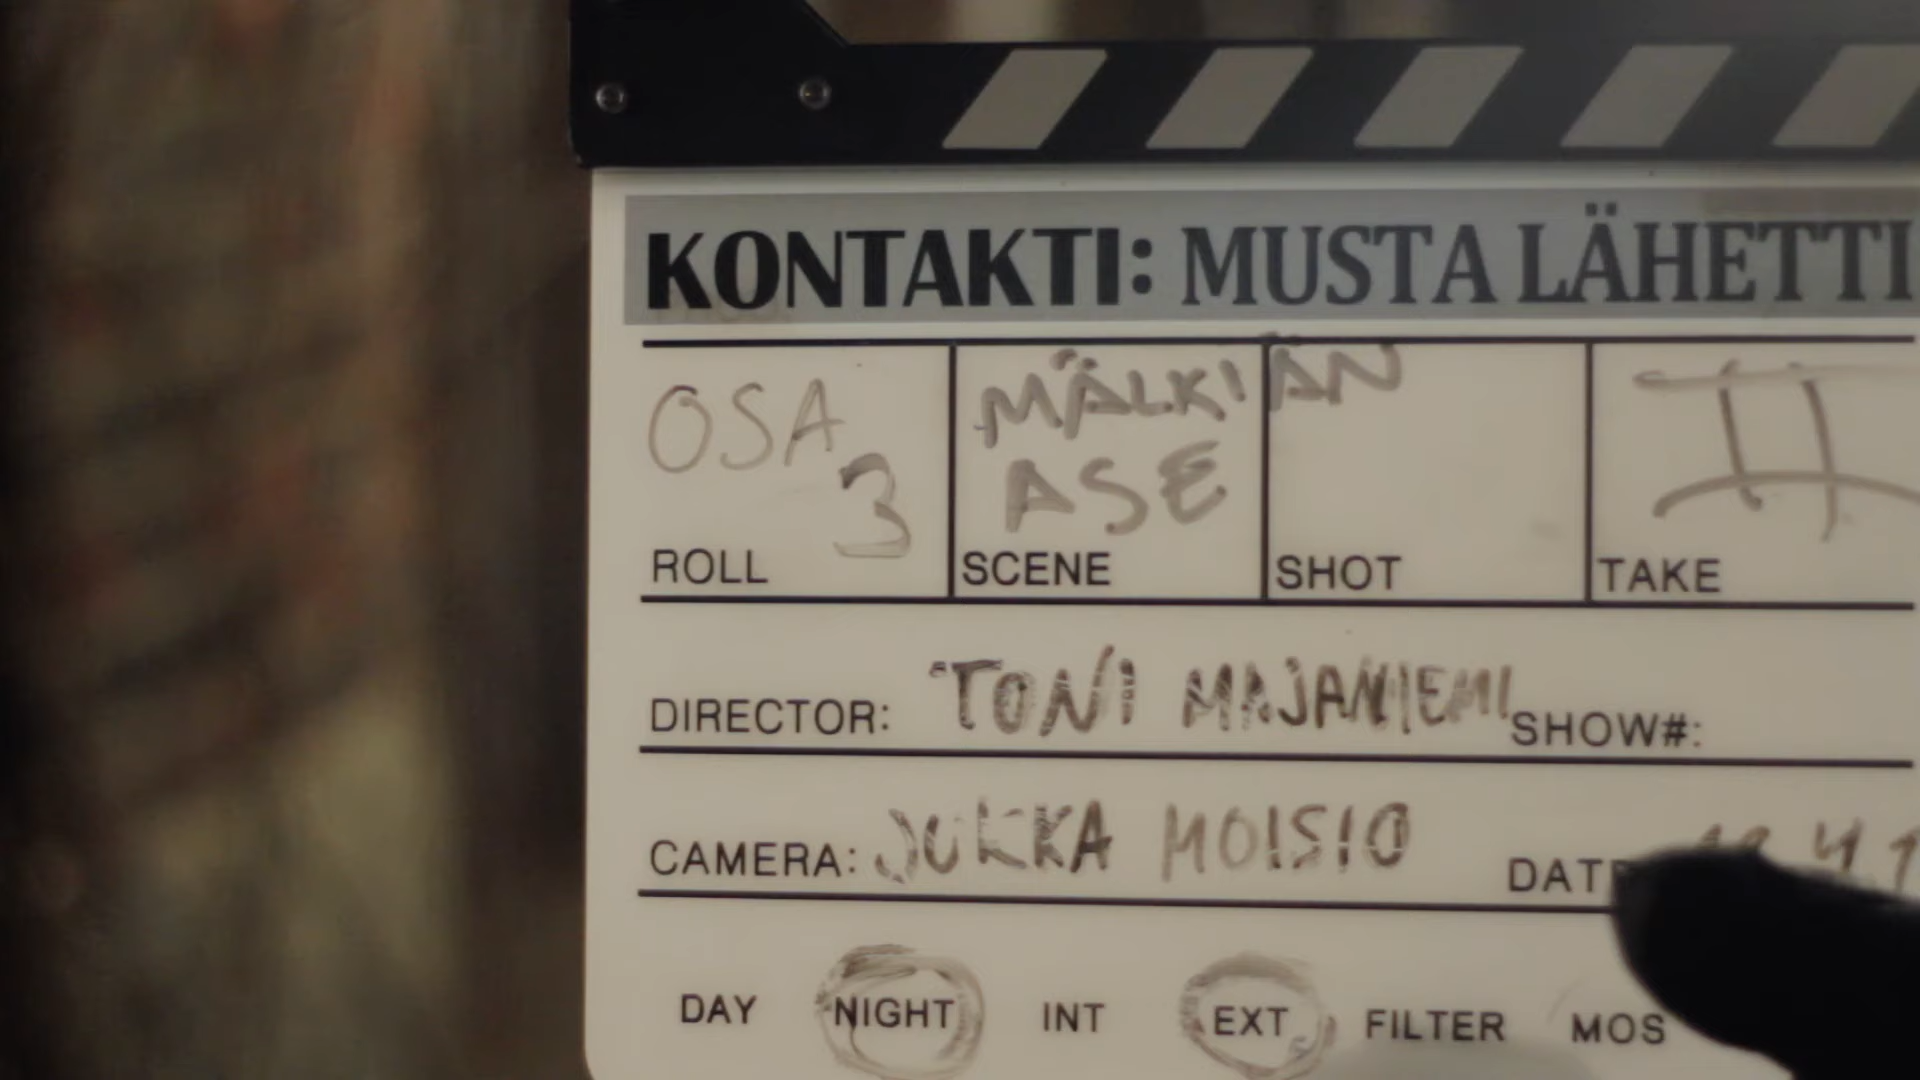 KONTAKTI: MUSTA LÄHETTI
OSA 3
MÄLKIÄN ASE
II
ROLL SCENE SHOT TAKE
DIRECTOR: TONI MAJANIEMI SHOW#:
CAMERA: JUKKA MOISIO
DAY NIGHT INT EXT FILTER MOS